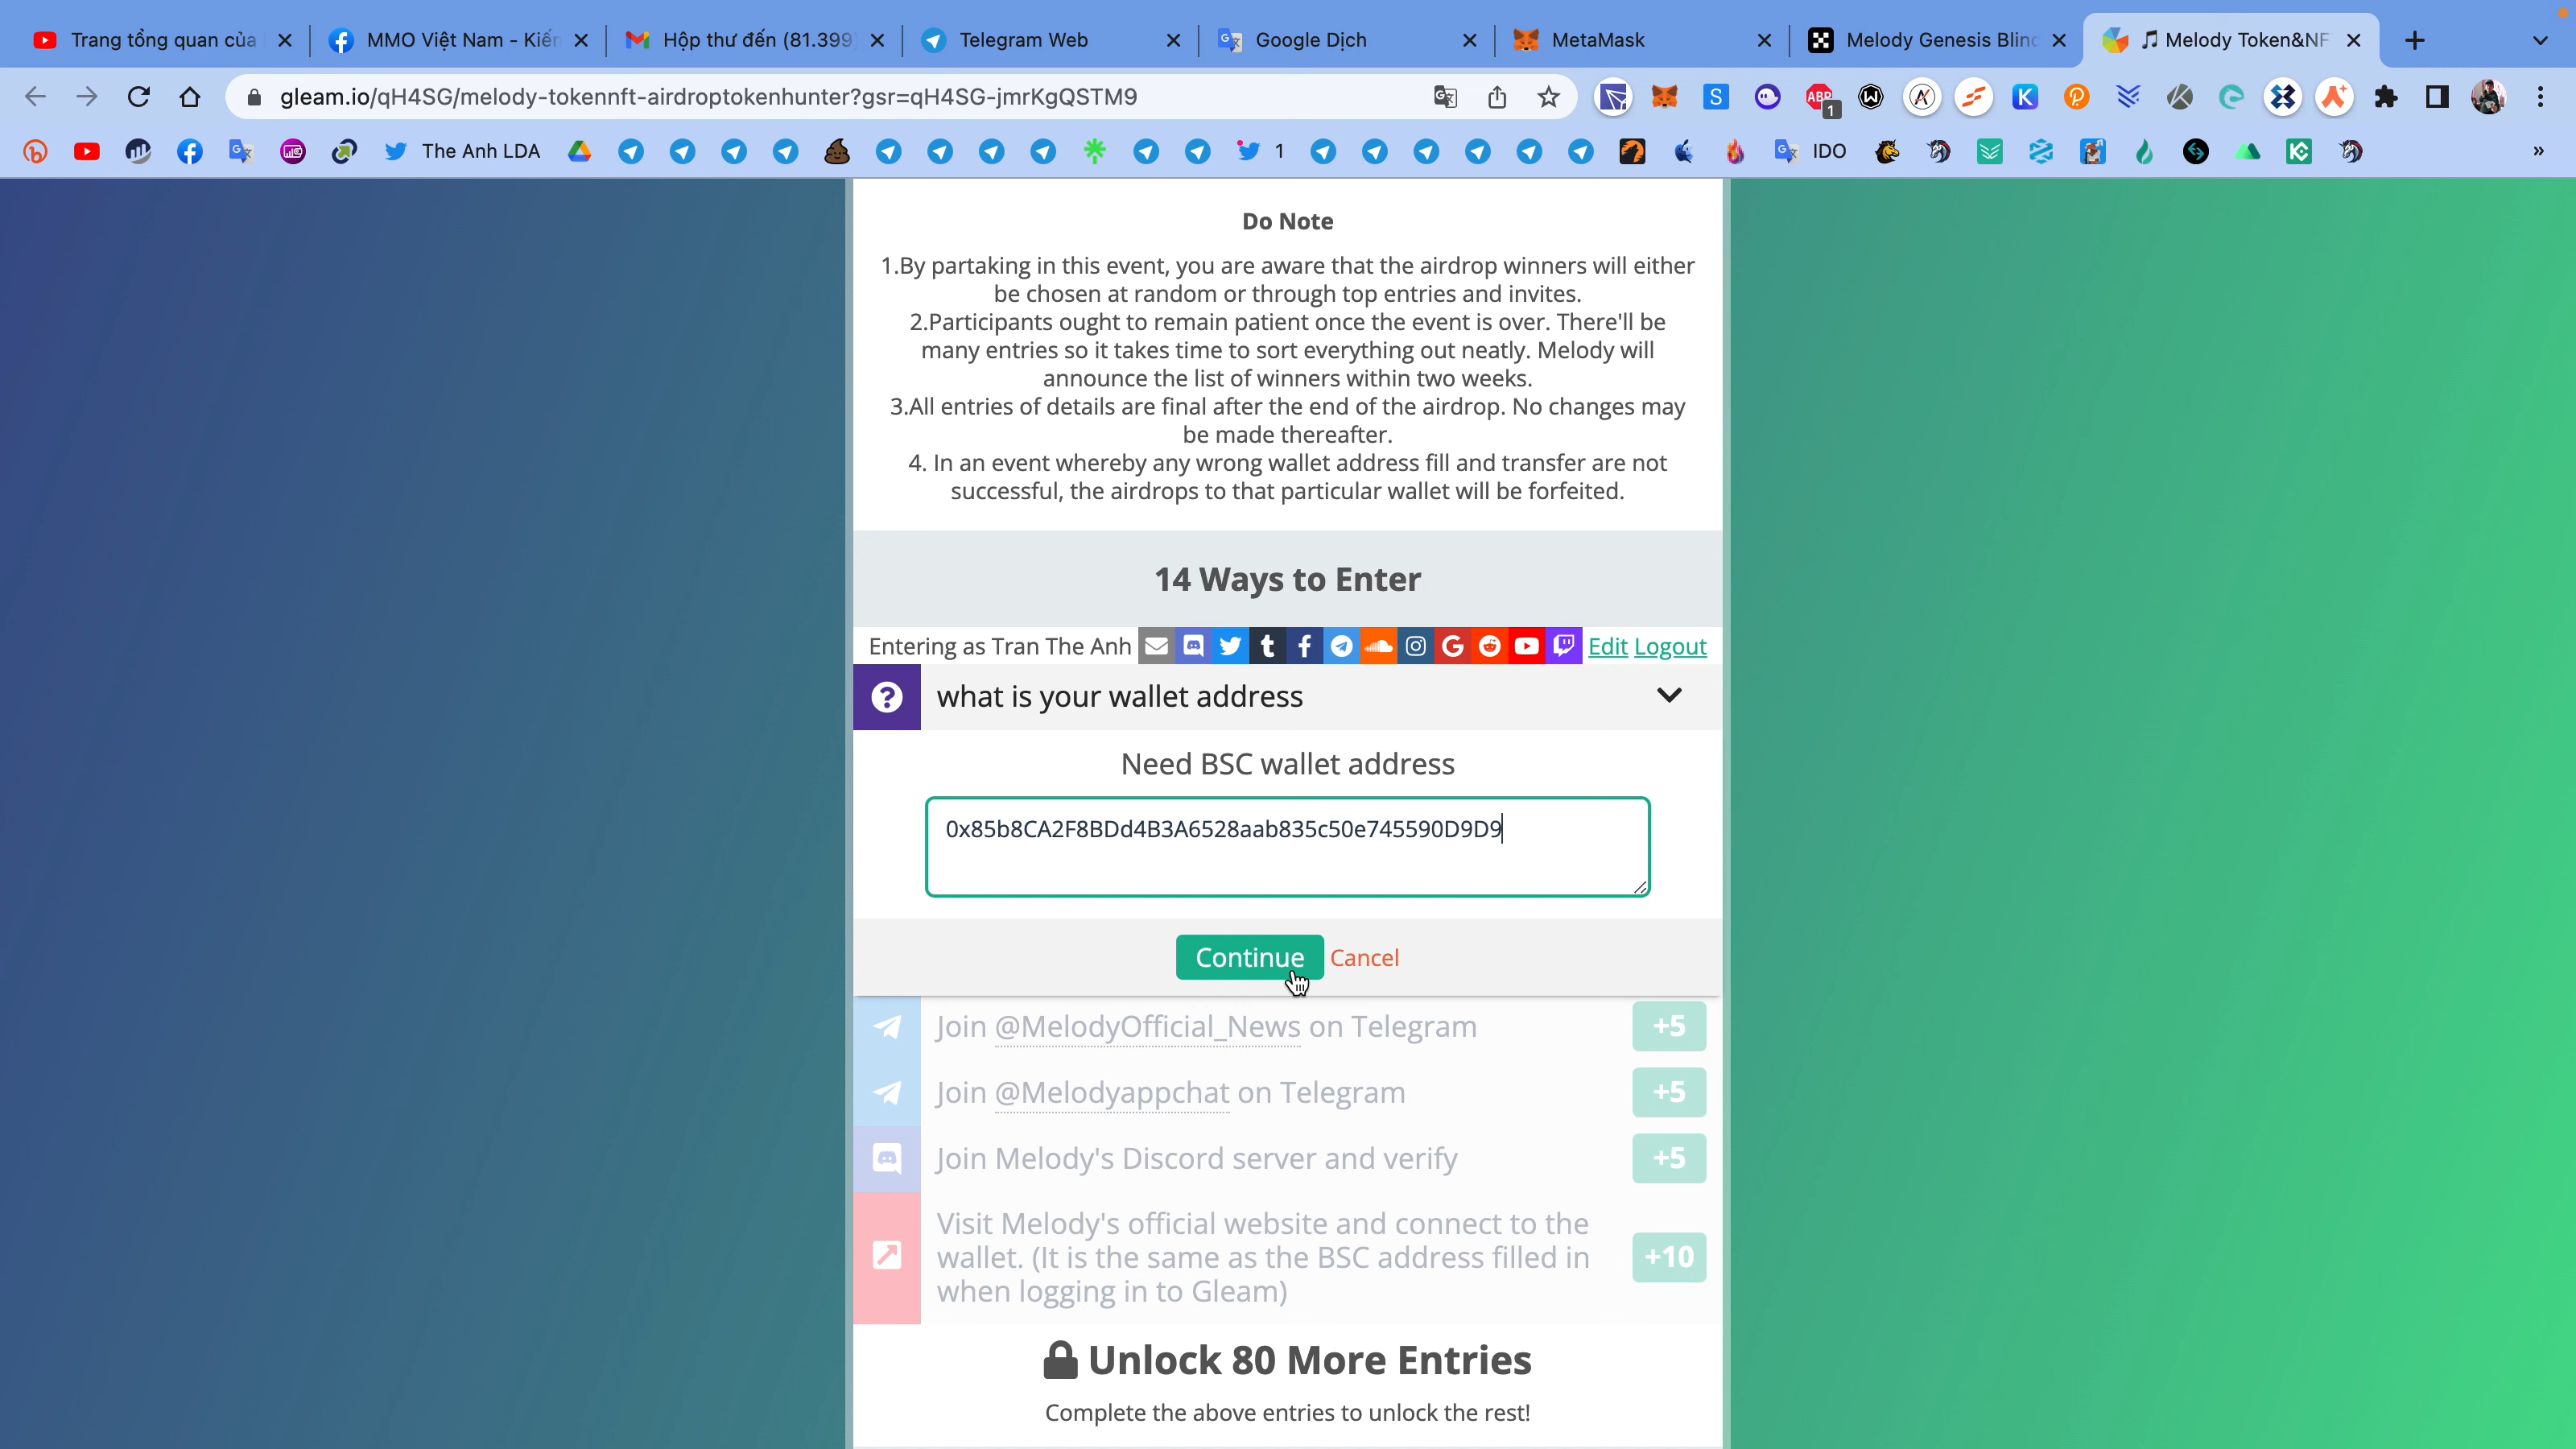 Trang tổng quan của
MMO Việt Nam - Kiến
Hộp thư đến (81.399
Telegram Web
Google Dịch
MetaMask
Melody Genesis Blind
Melody Token&NF
gleam.io/qH4SG/melody-tokennft-airdroptokenhunter?gsr=qH4SG-jmrKgQSTM9
ABP
1
The Anh LDA
1
IDO
»
Do Note
1.By partaking in this event, you are aware that the airdrop winners will either
be chosen at random or through top entries and invites.
2.Participants ought to remain patient once the event is over. There'll be
many entries so it takes time to sort everything out neatly. Melody will
announce the list of winners within two weeks.
3.All entries of details are final after the end of the airdrop. No changes may
be made thereafter.
4. In an event whereby any wrong wallet address fill and transfer are not
successful, the airdrops to that particular wallet will be forfeited.
14 Ways to Enter
Entering as Tran The Anh Edit Logout
what is your wallet address
Need BSC wallet address
0x85b8CA2F8BDd4B3A6528aab835c50e745590D9D9
Continue Cancel
Join @MelodyOfficial_News on Telegram +5
Join @Melodyappchat on Telegram +5
Join Melody's Discord server and verify +5
Visit Melody's official website and connect to the
wallet. (It is the same as the BSC address filled in +10
when logging in to Gleam)
Unlock 80 More Entries
Complete the above entries to unlock the rest!